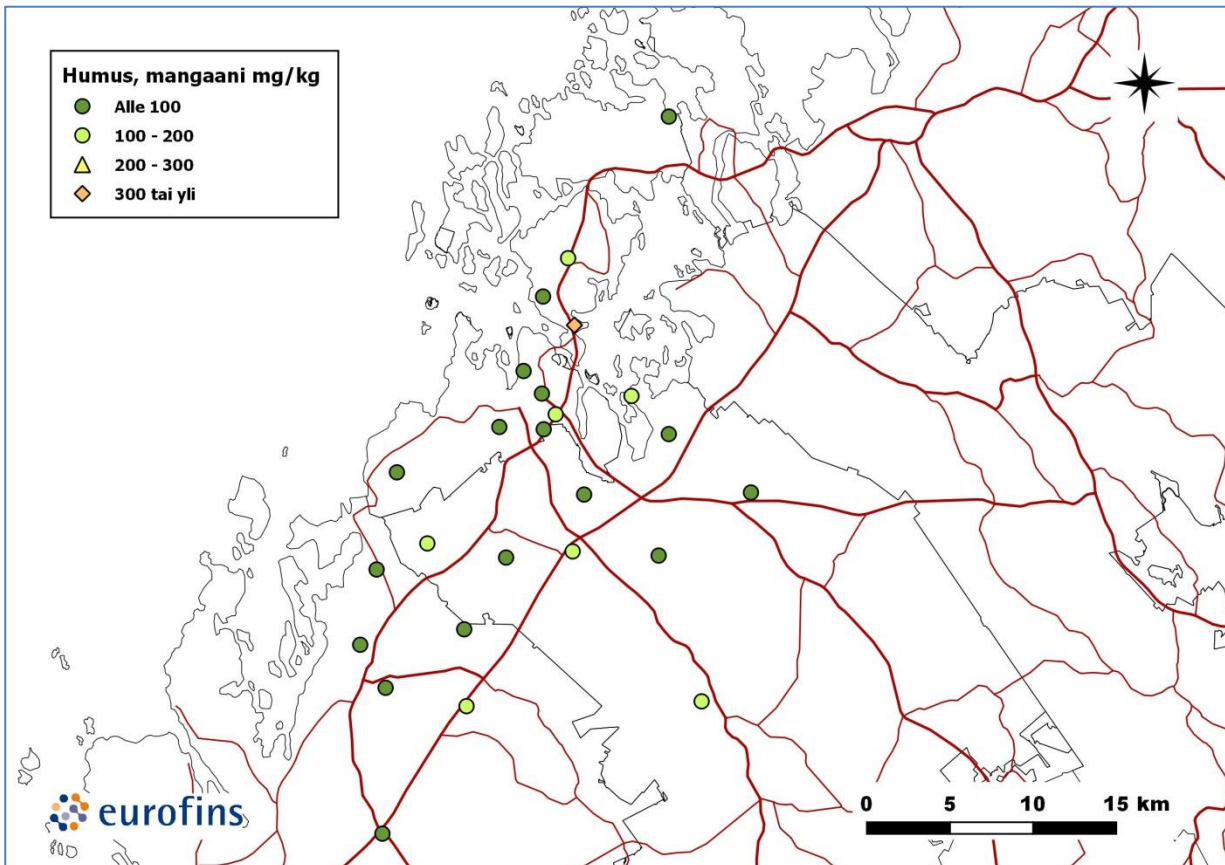 Humus, mangaani mg/kg
Alle 100
100 - 200
200 - 300
300 tai yli
eurofins
0 5 10 15 km